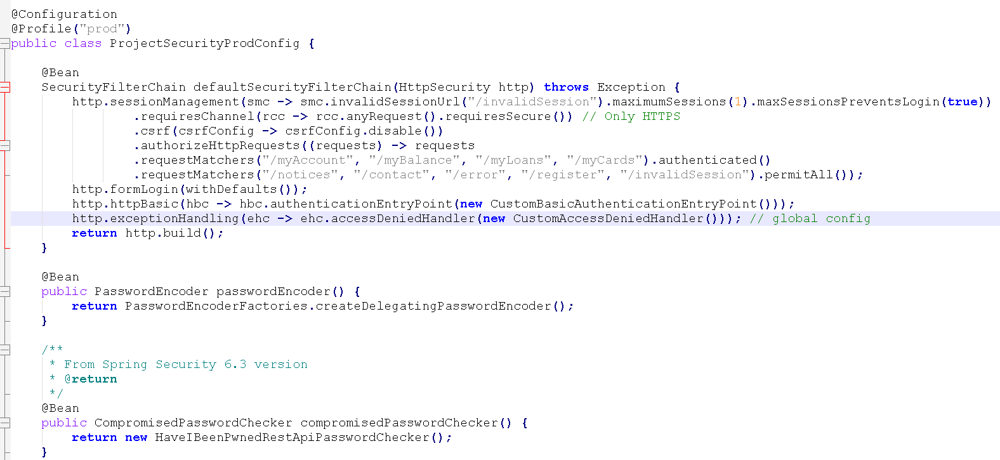 @Configuration
@Profile("prod")
public class ProjectSecurityProdConfig {

    @Bean
    SecurityFilterChain defaultSecurityFilterChain(HttpSecurity http) throws Exception {
        http.sessionManagement(smc -> smc.invalidSessionUrl("/invalidSession").maximumSessions(1).maxSessionsPreventsLogin(true))
                .requiresChannel(rcc -> rcc.anyRequest().requiresSecure()) // Only HTTPS
                .csrf(csrfConfig -> csrfConfig.disable())
                .authorizeHttpRequests((requests) -> requests
                .requestMatchers("/myAccount", "/myBalance", "/myLoans", "/myCards").authenticated()
                .requestMatchers("/notices", "/contact", "/error", "/register", "/invalidSession").permitAll());
        http.formLogin(withDefaults());
        http.httpBasic(hbc -> hbc.authenticationEntryPoint(new CustomBasicAuthenticationEntryPoint()));
        http.exceptionHandling(ehc -> ehc.accessDeniedHandler(new CustomAccessDeniedHandler())); // global config
        return http.build();
    }

    @Bean
    public PasswordEncoder passwordEncoder() {
        return PasswordEncoderFactories.createDelegatingPasswordEncoder();
    }

    /**
     * From Spring Security 6.3 version
     * @return
     */
    @Bean
    public CompromisedPasswordChecker compromisedPasswordChecker() {
        return new HaveIBeenPwnedRestApiPasswordChecker();
    }